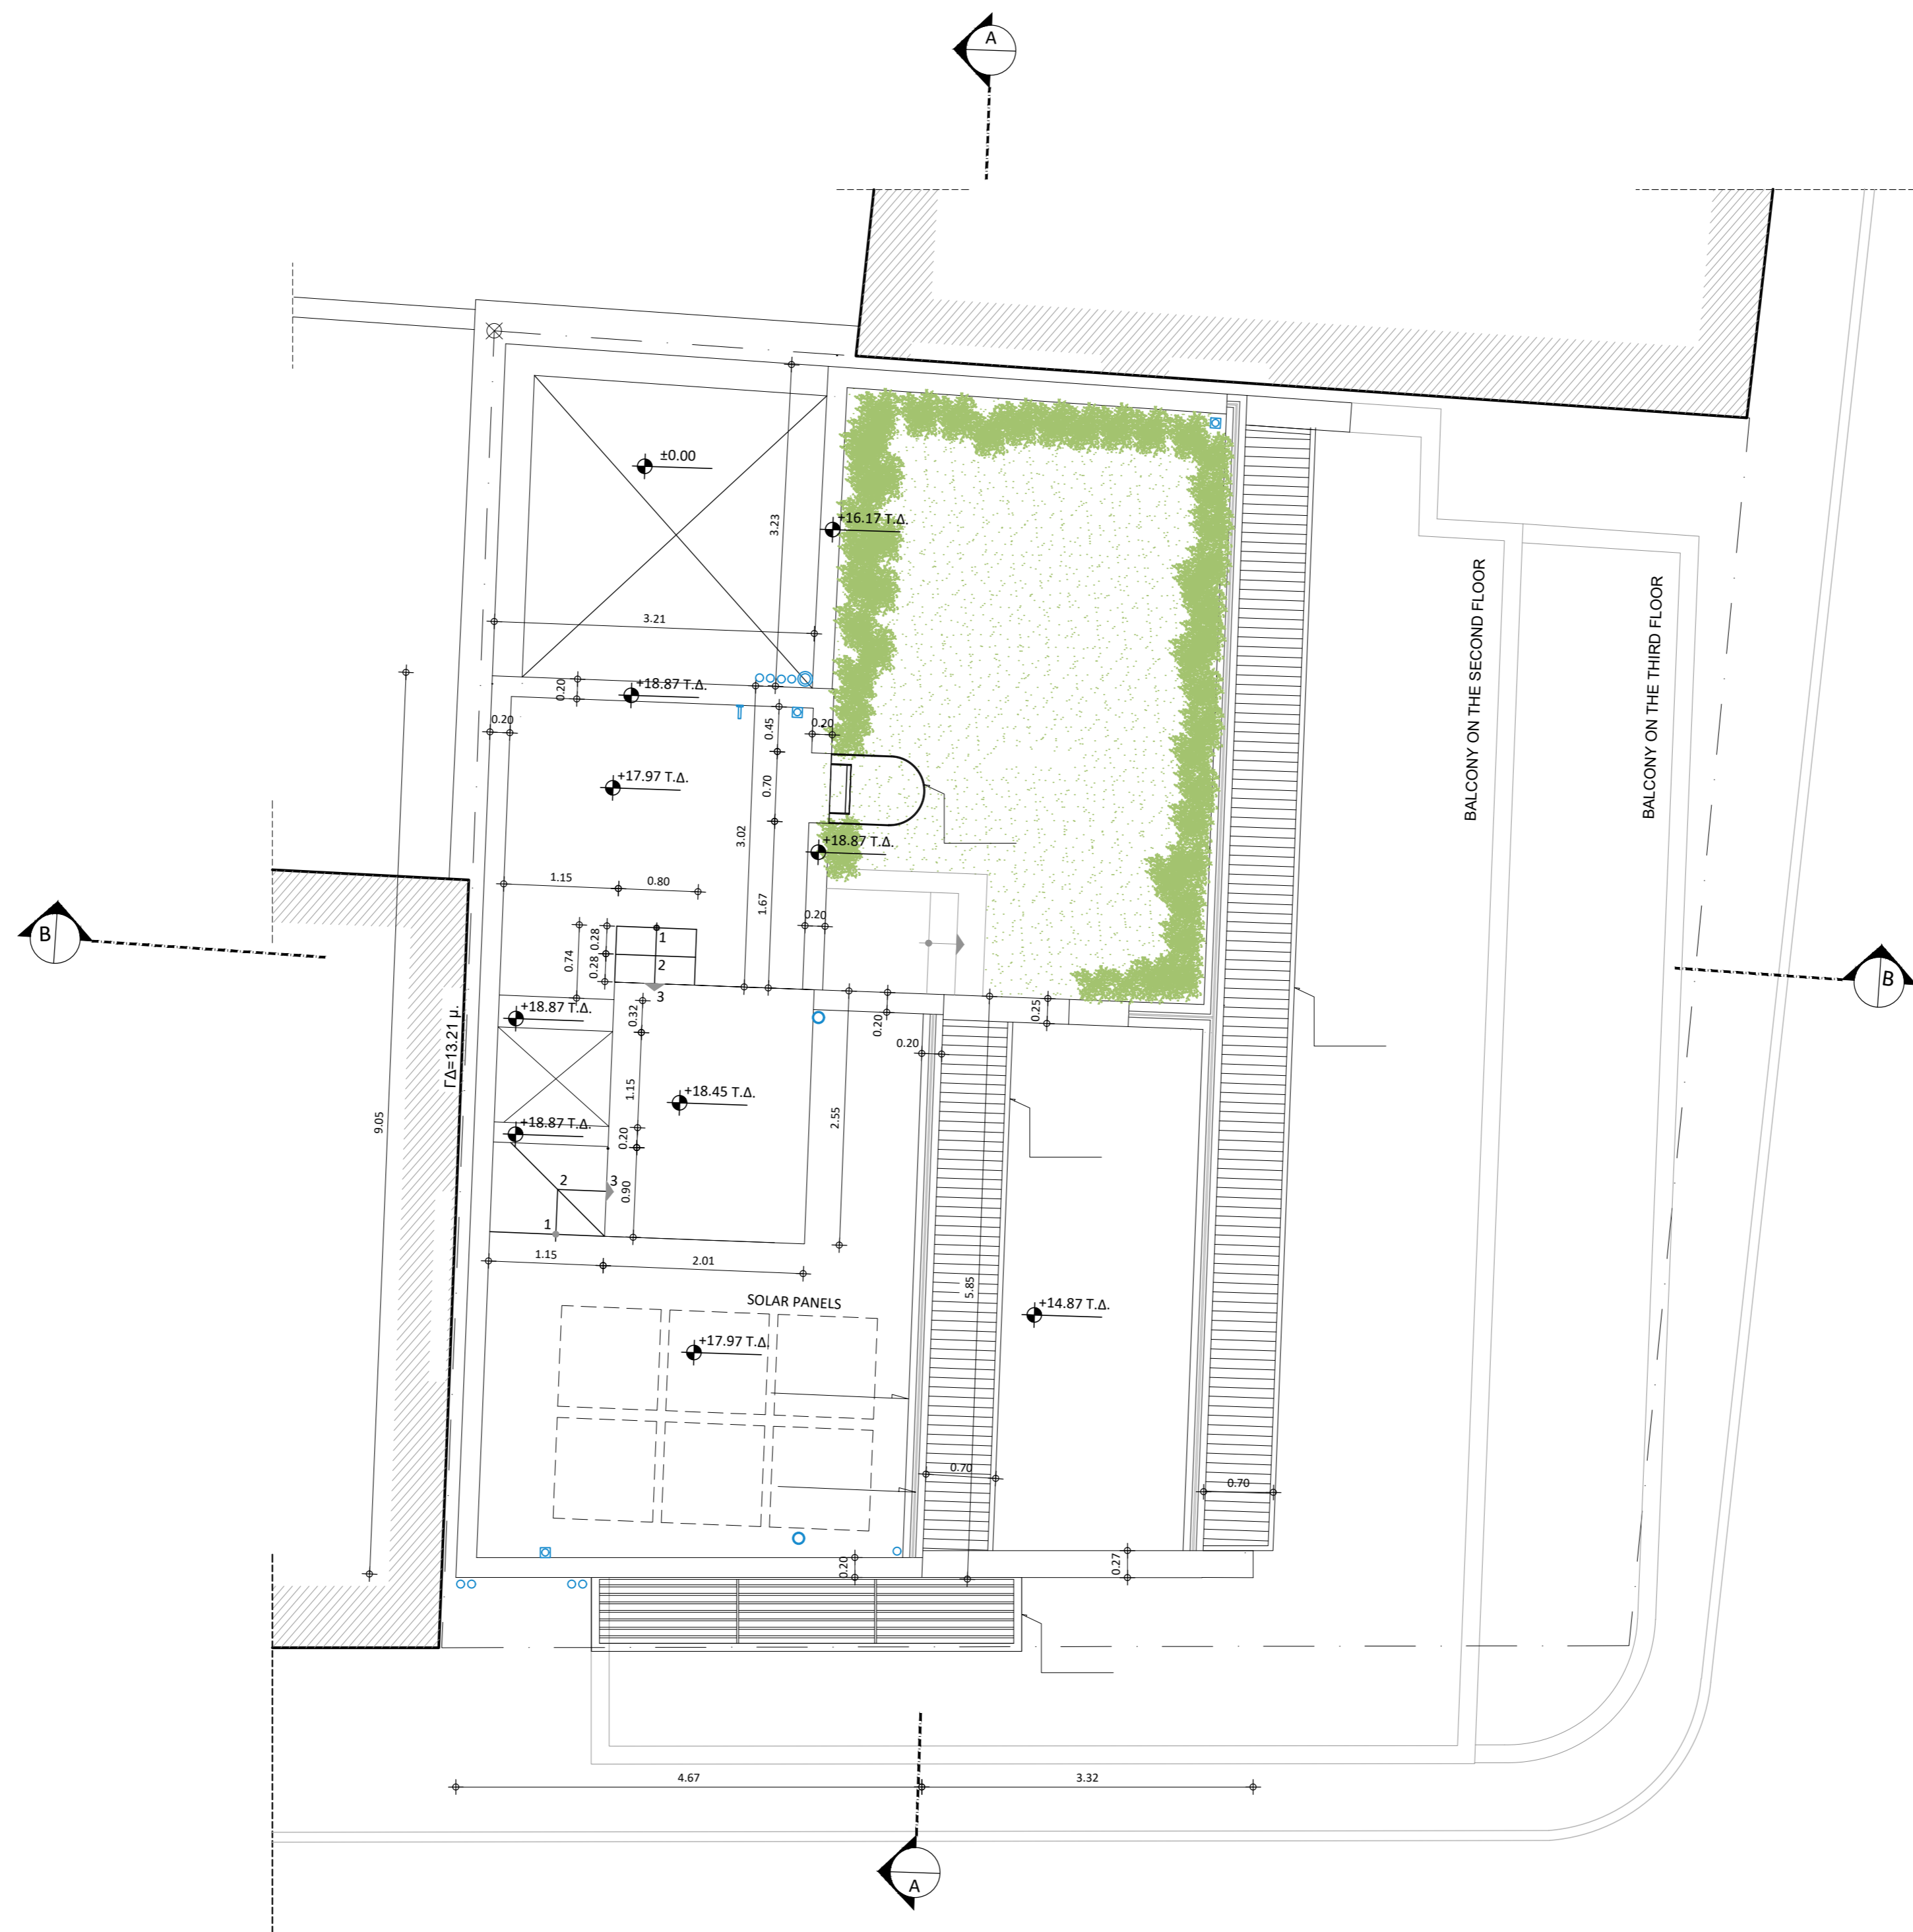 A
±0.00
+16.17 Τ.Δ.
3.23
3.21
0.20
+18.87 Τ.Δ.
0.20
0.45
0.20
+17.97 Τ.Δ.
0.70
3.02
+18.87 Τ.Δ.
1.15
0.80
1.67
0.20
B
0.74
0.28
0.28
1
2
3
B
+18.87 Τ.Δ.
0.32
0.20
0.25
0.20
ΓΔ=13.21 μ.
9.05
1.15
+18.45 Τ.Δ.
2.55
+18.87 Τ.Δ.
0.20
0.90
1
2
3
1.15
2.01
5.85
SOLAR PANELS
+17.97 Τ.Δ.
+14.87 Τ.Δ.
0.70
0.70
0.20
0.27
BALCONY ON THE SECOND FLOOR
BALCONY ON THE THIRD FLOOR
4.67
3.32
A